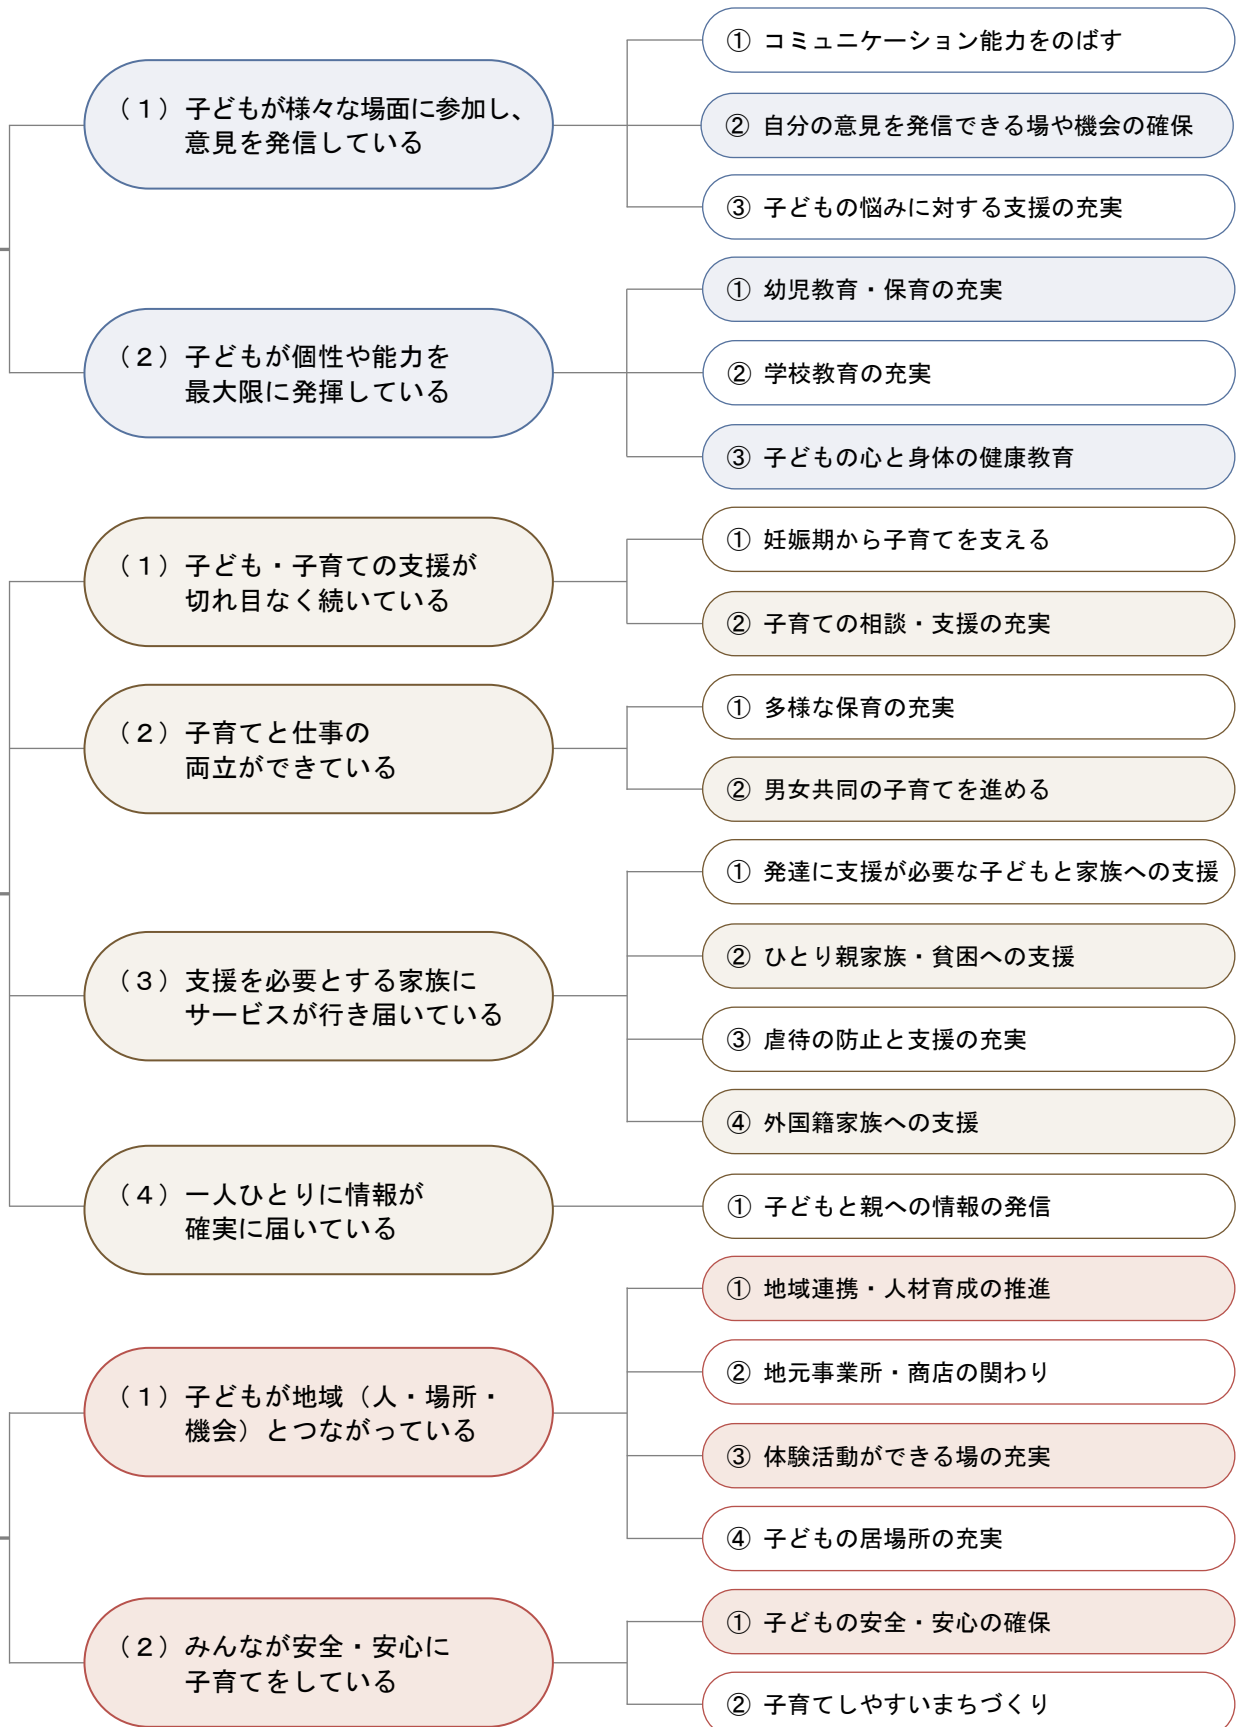 （１）子どもが様々な場面に参加し、
意見を発信している
① コミュニケーション能力をのばす
② 自分の意見を発信できる場や機会の確保
③ 子どもの悩みに対する支援の充実
（２）子どもが個性や能力を
最大限に発揮している
① 幼児教育・保育の充実
② 学校教育の充実
③ 子どもの心と身体の健康教育
（１）子ども・子育ての支援が
切れ目なく続いている
① 妊娠期から子育てを支える
② 子育ての相談・支援の充実
（２）子育てと仕事の
両立ができている
① 多様な保育の充実
② 男女共同の子育てを進める
（３）支援を必要とする家族に
サービスが行き届いている
① 発達に支援が必要な子どもと家族への支援
② ひとり親家族・貧困への支援
③ 虐待の防止と支援の充実
④ 外国籍家族への支援
（４）一人ひとりに情報が
確実に届いている
① 子どもと親への情報の発信
（１）子どもが地域（人・場所・
機会）とつながっている
① 地域連携・人材育成の推進
② 地元事業所・商店の関わり
③ 体験活動ができる場の充実
④ 子どもの居場所の充実
（２）みんなが安全・安心に
子育てをしている
① 子どもの安全・安心の確保
② 子育てしやすいまちづくり